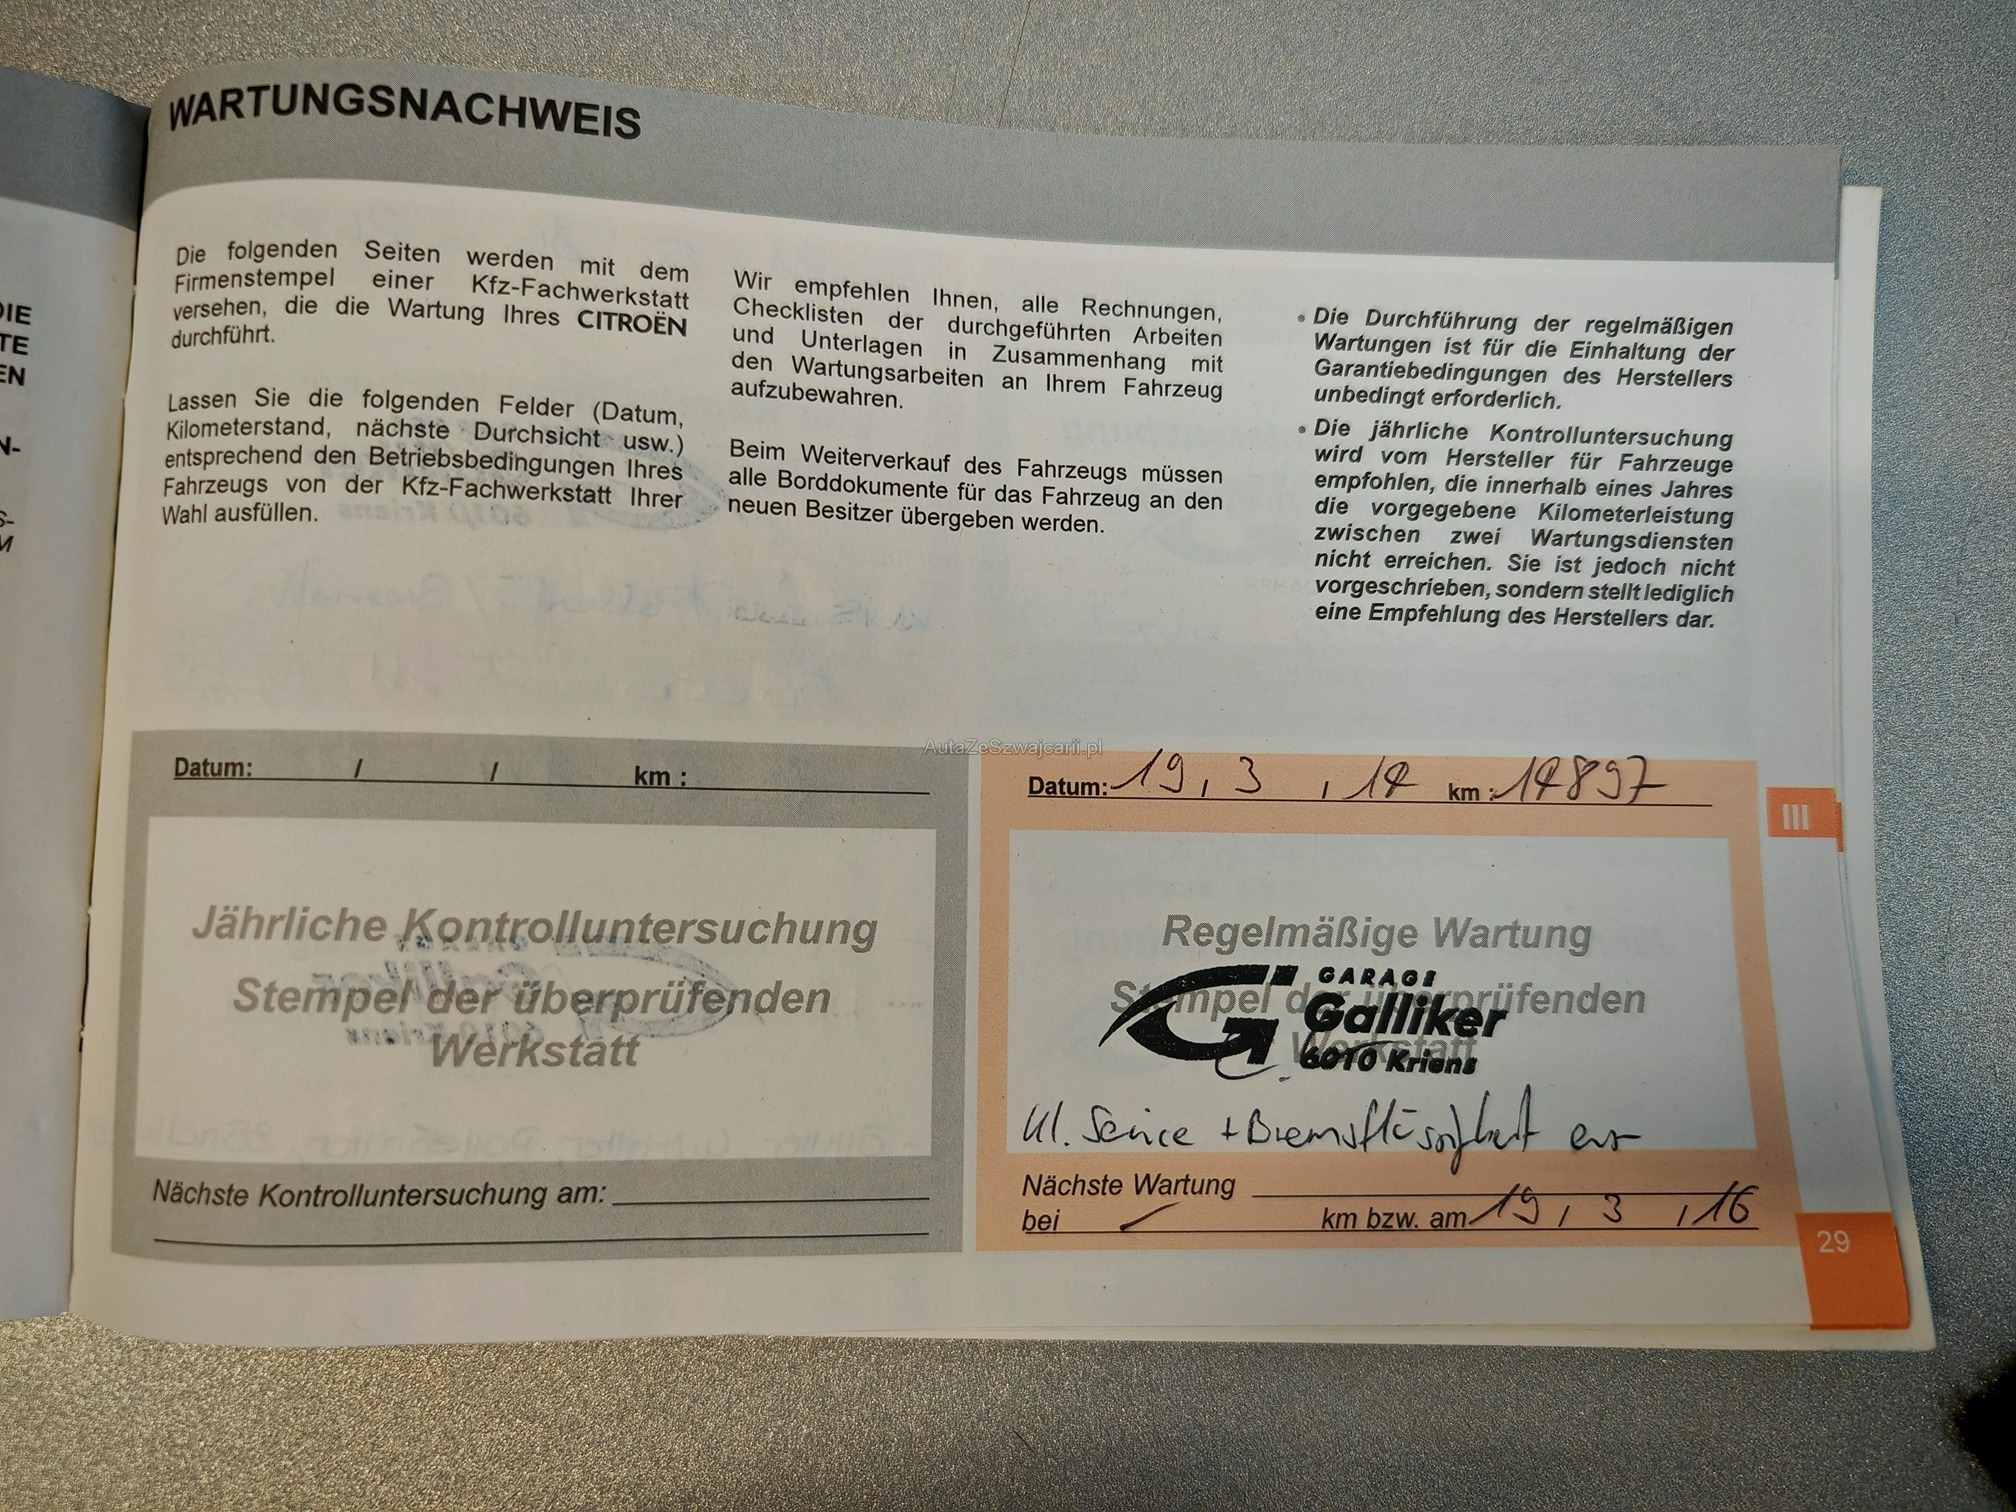 WARTUNGSNACHWEIS
Die folgenden Seiten werden mit dem
Firmenstempel einer Kfz-Fachwerkstatt
versehen, die die Wartung Ihres CITROËN
durchführt.
Lassen Sie die folgenden Felder (Datum,
Kilometerstand, nächste Durchsicht usw.)
entsprechend den Betriebsbedingungen Ihres
Fahrzeugs von der Kfz-Fachwerkstatt Ihrer
Wahl ausfüllen.
Wir empfehlen Ihnen, alle Rechnungen,
Checklisten der durchgeführten Arbeiten
und Unterlagen in Zusammenhang mit
den Wartungsarbeiten an Ihrem Fahrzeug
aufzubewahren.
Beim Weiterverkauf des Fahrzeugs müssen
alle Borddokumente für das Fahrzeug an den
neuen Besitzer übergeben werden.
• Die Durchführung der regelmäßigen
Wartungen ist für die Einhaltung der
Garantiebedingungen des Herstellers
unbedingt erforderlich.
• Die jährliche Kontrolluntersuchung
wird vom Hersteller für Fahrzeuge
empfohlen, die innerhalb eines Jahres
die vorgegebene Kilometerleistung
zwischen zwei Wartungsdiensten
nicht erreichen. Sie ist jedoch nicht
vorgeschrieben, sondern stellt lediglich
eine Empfehlung des Herstellers dar.
DIE
TE
EN
N-
S-
M
AutaZeSzwajcarii.pl
Datum: / / km :
Jährliche Kontrolluntersuchung
Stempel der überprüfenden
Werkstatt
Nächste Kontrolluntersuchung am:
Datum: 19, 3, 14 km : 14897
III
Regelmäßige Wartung
Stempel der überprüfenden
Werkstatt
GARAGE
Galliker
6010 Kriens
Kl. Service + Bremsflüssigkeit
Nächste Wartung
bei km bzw. am 19, 3, 16
29